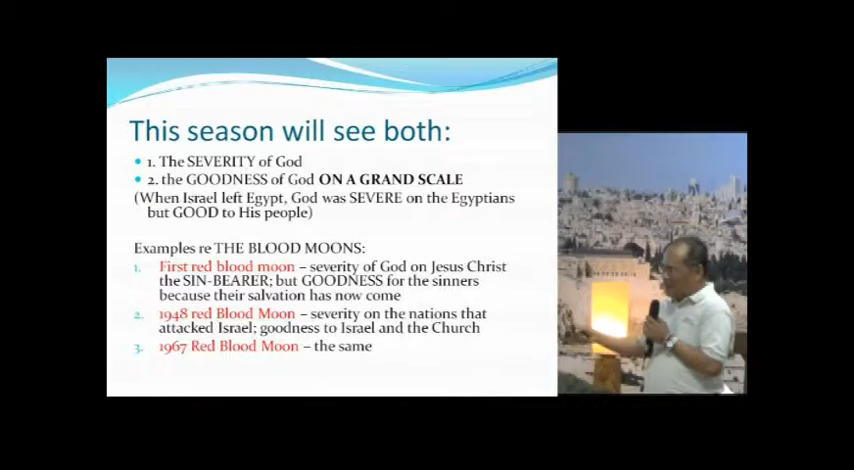 This season will see both:
• 1. The SEVERITY of God
• 2. the GOODNESS of God ON A GRAND SCALE
(When Israel left Egypt, God was SEVERE on the Egyptians
but GOOD to His people)
Examples re THE BLOOD MOONS:
1. First red blood moon – severity of God on Jesus Christ
the SIN-BEARER; but GOODNESS for the sinners
because their salvation has now come
2. 1948 red Blood Moon – severity on the nations that
attacked Israel; goodness to Israel and the Church
3. 1967 Red Blood Moon – the same